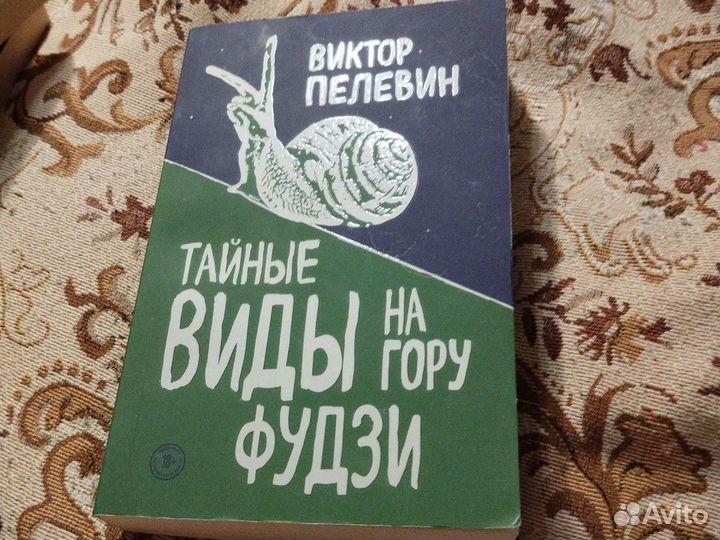 ВИКТОР
ПЕЛЕВИН
ТАЙНЫЕ
ВИДЫ НА
ГОРУ
ФУДЗИ
18+
Avito